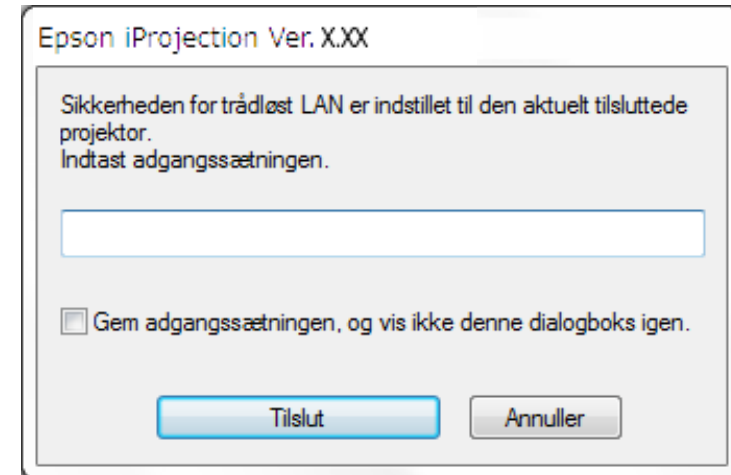 Epson iProjection Ver. X.XX
Sikkerheden for trådløst LAN er indstillet til den aktuelt tilsluttede
projektor.
Indtast adgangssætningen.
Gem adgangssætningen, og vis ikke denne dialogboks igen.
Tilslut
Annuller